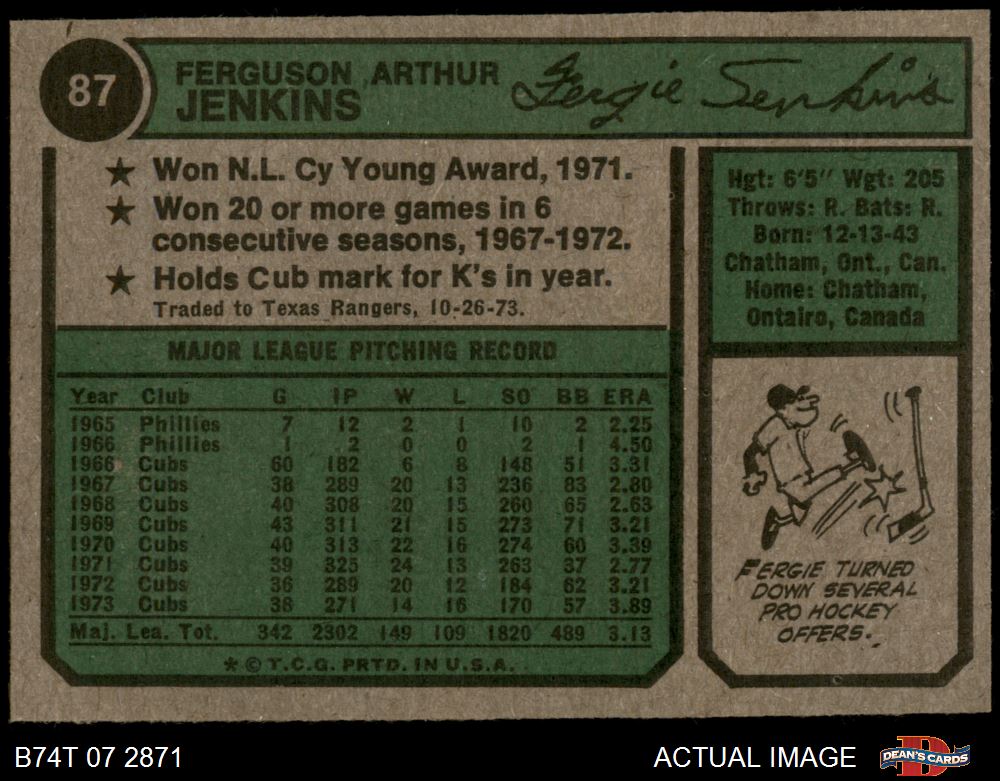 87
FERGUSON ARTHUR
JENKINS
Fergie Jenkins
★ Won N.L. Cy Young Award, 1971.
★ Won 20 or more games in 6
consecutive seasons, 1967-1972.
★ Holds Cub mark for K's in year.
Traded to Texas Rangers, 10-26-73.
Hgt: 6'5" Wgt: 205
Throws: R. Bats: R.
Born: 12-13-43
Chatham, Ont., Can.
Home: Chatham,
Ontairo, Canada
MAJOR LEAGUE PITCHING RECORD
Year Club G IP W L SO BB ERA
1965 Phillies 7 12 2 1 10 2 2.25
1966 Phillies 1 2 0 0 2 1 4.50
1966 Cubs 60 182 6 8 148 51 3.31
1967 Cubs 38 289 20 13 236 83 2.80
1968 Cubs 40 308 20 15 260 65 2.63
1969 Cubs 43 311 21 15 273 71 3.21
1970 Cubs 40 313 22 16 274 60 3.39
1971 Cubs 39 325 24 13 263 37 2.77
1972 Cubs 36 289 20 12 184 62 3.21
1973 Cubs 38 271 14 16 170 57 3.89
Maj. Lea. Tot. 342 2302 149 109 1820 489 3.13
★ © T.C.G. PRTD. IN U.S.A.
FERGIE TURNED
DOWN SEVERAL
PRO HOCKEY
OFFERS.
B74T 07 2871
ACTUAL IMAGE
DEAN'S CARDS